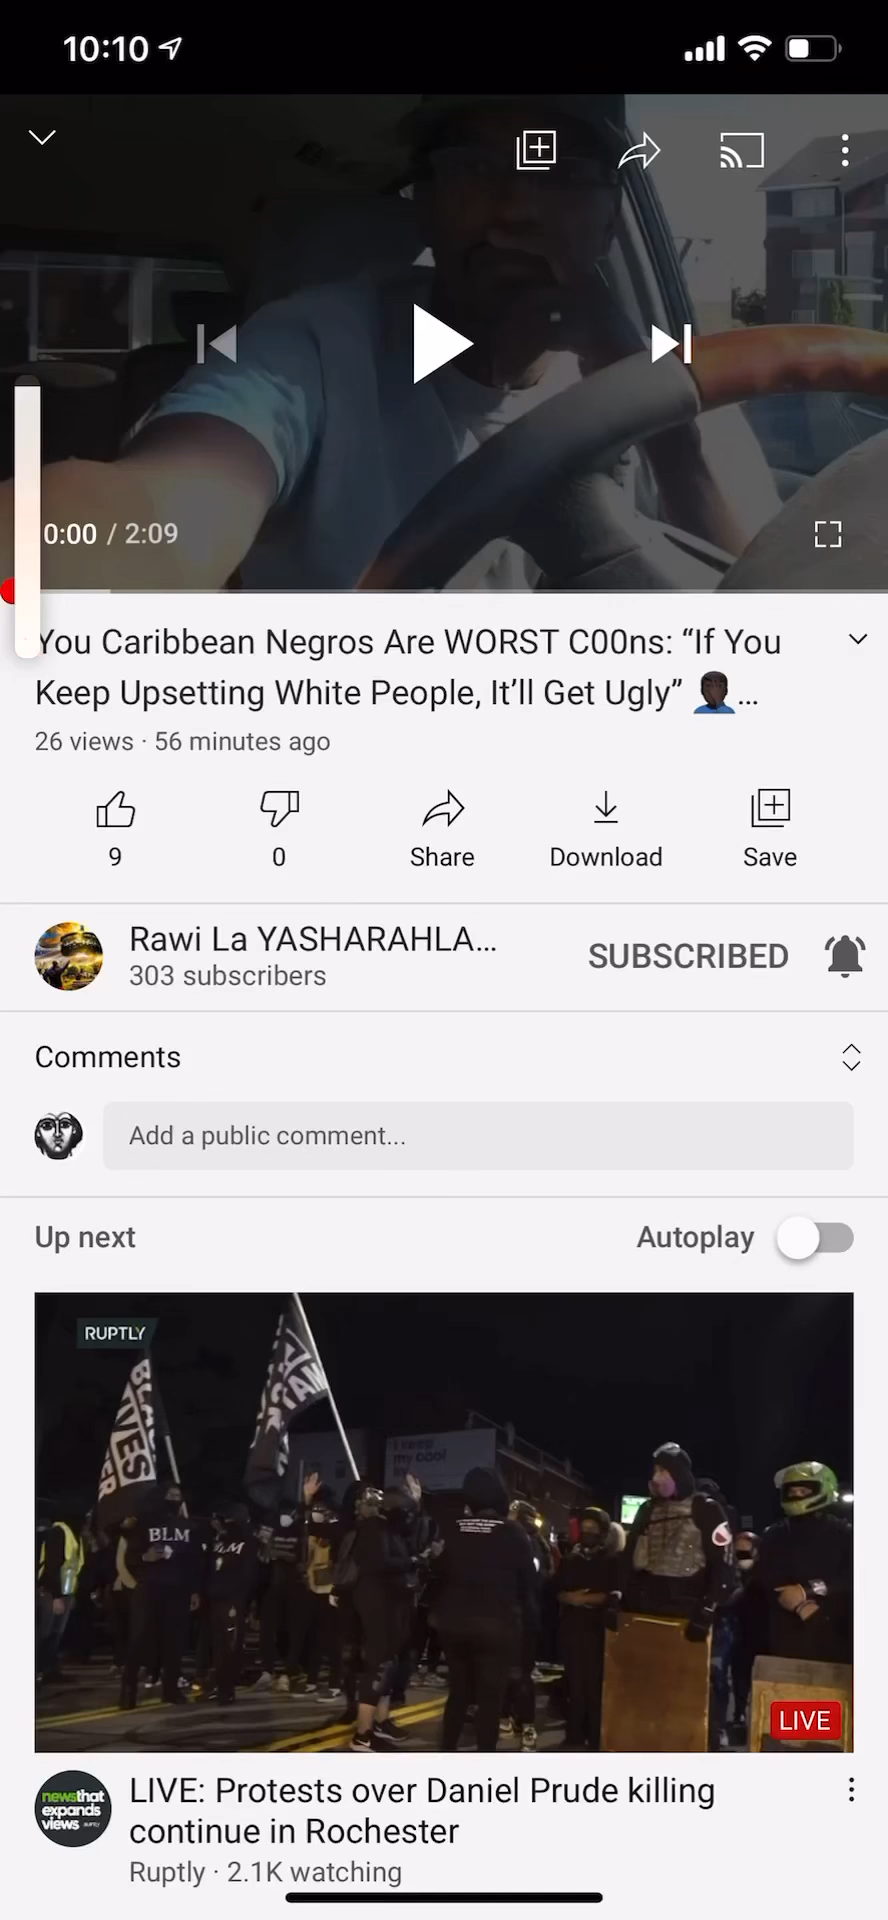 10:10
0:00 / 2:09
You Caribbean Negros Are WORST C00ns: “If You
Keep Upsetting White People, It’ll Get Ugly” 🤦🏿‍♂️...
26 views · 56 minutes ago
9
0
Share
Download
Save
Rawi La YASHARAHLA...
303 subscribers
SUBSCRIBED
Comments
Add a public comment...
Up next
Autoplay
RUPTLY
BLM
LIVE
newsthat
expands
views
LIVE: Protests over Daniel Prude killing
continue in Rochester
Ruptly · 2.1K watching